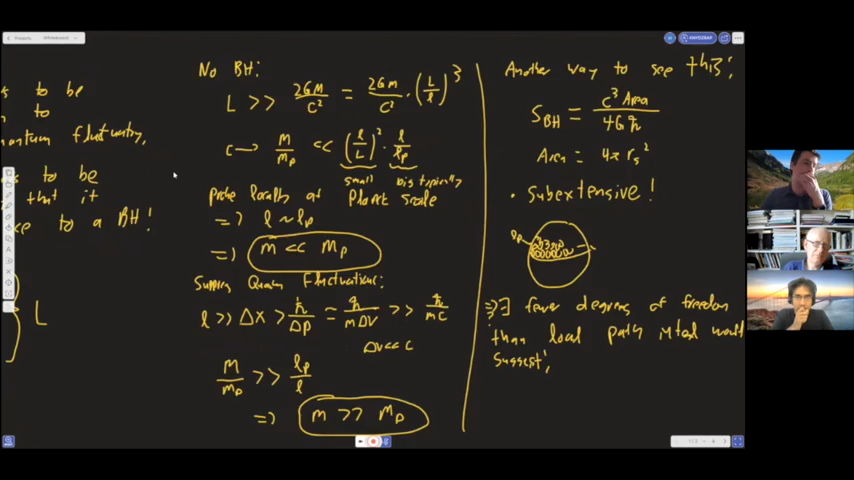 s to be
n to
ntum fluctuations,
s to be
that it
ce to a BH!
L
No BH:
L >> 2GM/c² = 2Gm/c² · (L/l)³
m/m_p << (l/L)² · l/l_p
small big typically
Probe locally at Planck scale
=> l ~ l_p
=> m << m_p
Suppress Quantum Fluctuations:
l >> Δx > ħ/Δp = ħ/mΔv >> ħ/mc
Δv << c
m/m_p >> l_p/l
=> m >> m_p
Another way to see this:
S_BH = c³ Area/4Għ
Area = 4π r_s²
· Subextensive!
=> ∃ fewer degrees of freedom
than local path would
suggest!